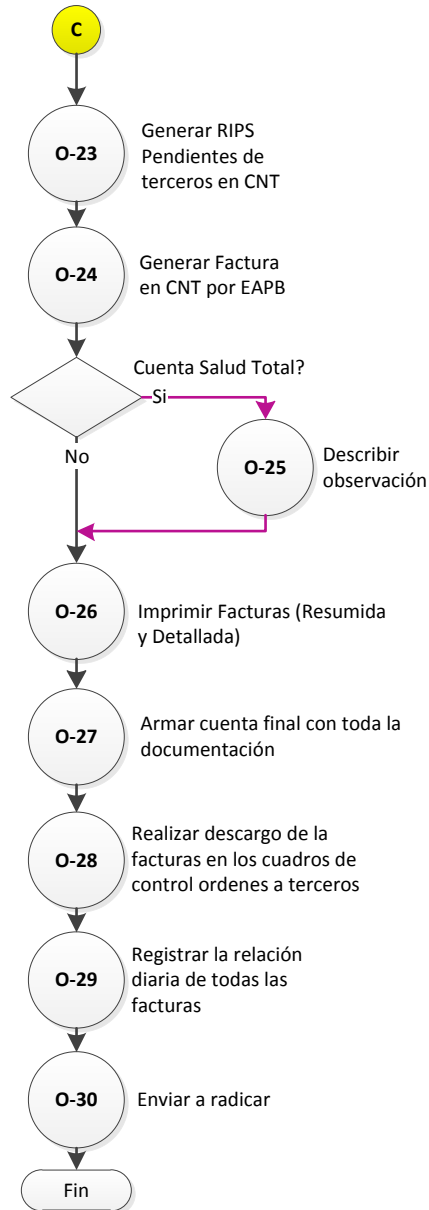 C
O-23
Generar RIPS
Pendientes de
terceros en CNT
O-24
Generar Factura
en CNT por EAPB
Cuenta Salud Total?
Si
No
O-25
Describir
observación
O-26
Imprimir Facturas (Resumida
y Detallada)
O-27
Armar cuenta final con toda la
documentación
O-28
Realizar descargo de la
facturas en los cuadros de
control ordenes a terceros
O-29
Registrar la relación
diaria de todas las
facturas
O-30
Enviar a radicar
Fin